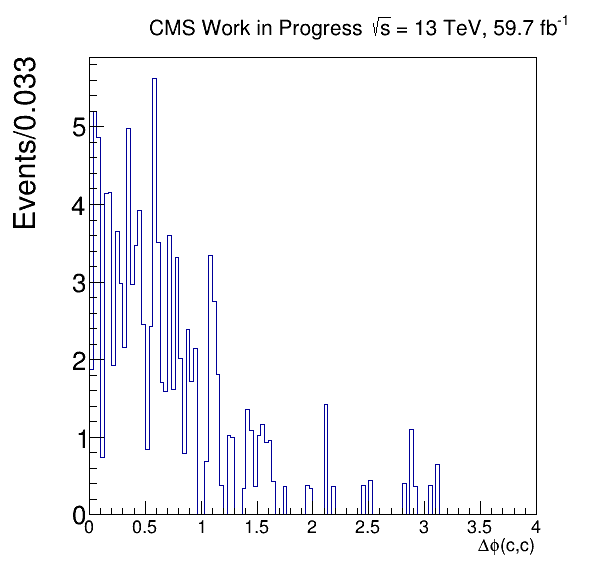 CMS Work in Progress √s = 13 TeV, 59.7 fb⁻¹
Events/0.033
5
4
3
2
1
0
0 0.5 1 1.5 2 2.5 3 3.5 4
Δϕ(c,c)